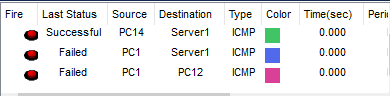 Fire Last Status Source Destination Type Color Time(sec) Peri
Successful PC14 Server1 ICMP 0.000
Failed PC1 Server1 ICMP 0.000
Failed PC1 PC12 ICMP 0.000